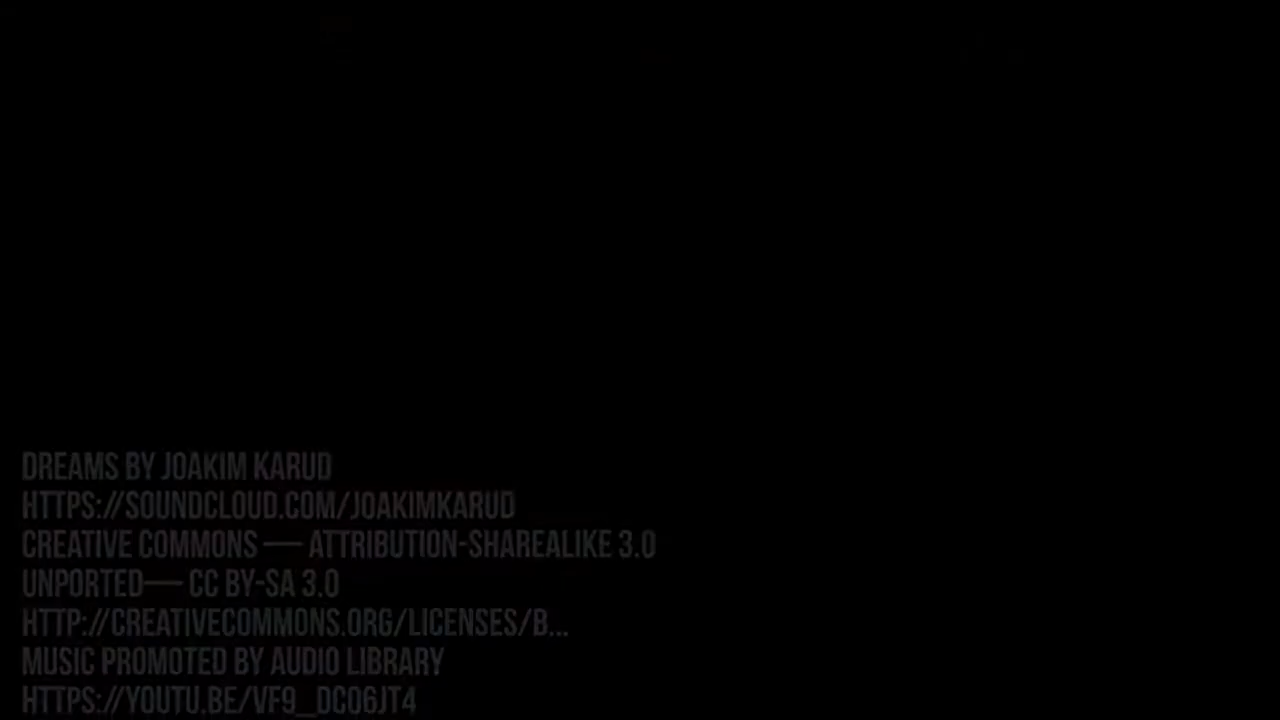 DREAMS BY JOAKIM KARUD
HTTPS://SOUNDCLOUD.COM/JOAKIMKARUD
CREATIVE COMMONS — ATTRIBUTION-SHAREALIKE 3.0
UNPORTED— CC BY-SA 3.0
HTTP://CREATIVECOMMONS.ORG/LICENSES/B...
MUSIC PROMOTED BY AUDIO LIBRARY
HTTPS://YOUTU.BE/VF9_DCO6JT4